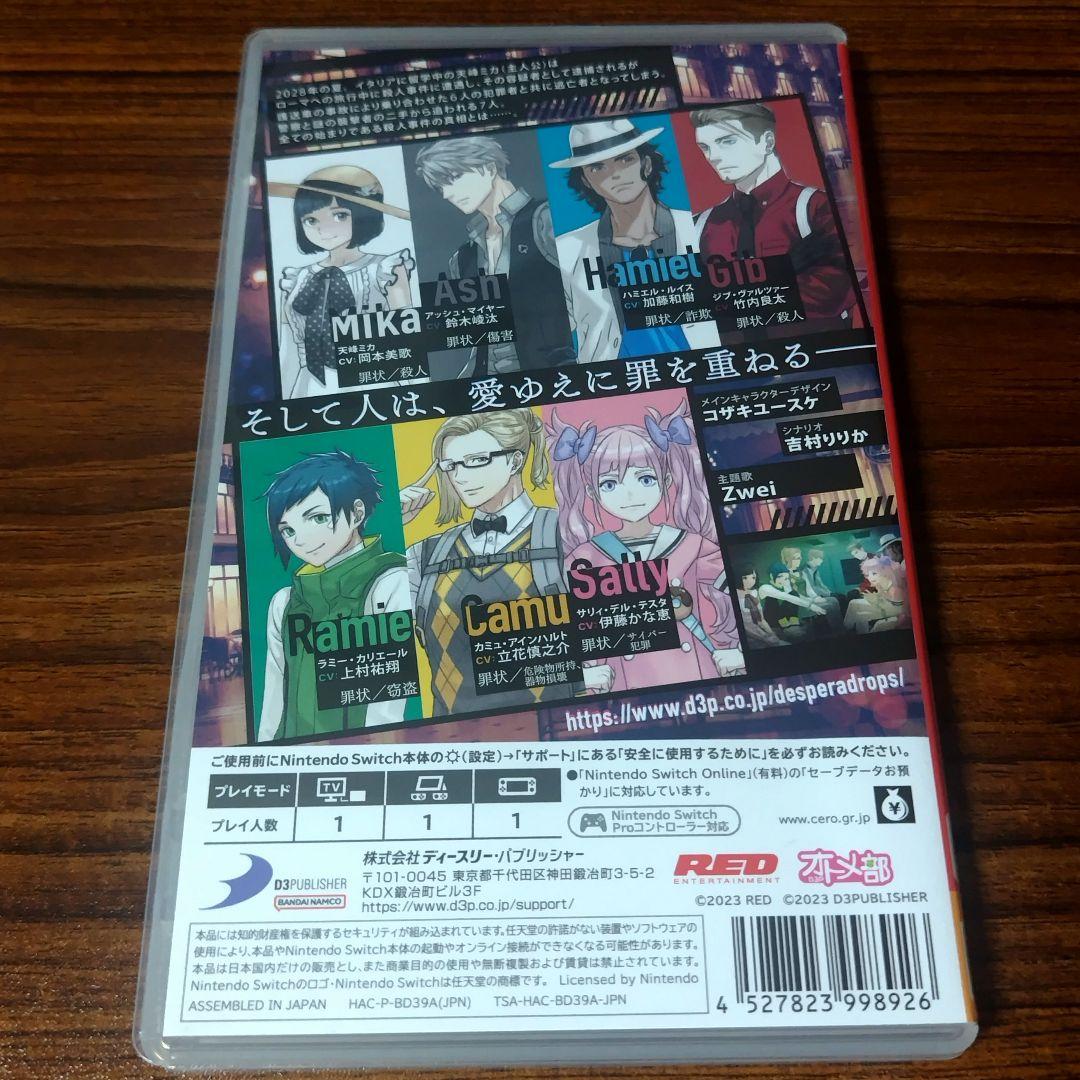 2028年の夏、イタリアに留学中の天峰ミカ(主人公)は
ローマへの旅行中に殺人事件に遭遇し、その容疑者として逮捕されるが
護送車の事故により乗り合わせた6人の犯罪者と共に逃亡者となってしまう。
警察と謎の襲撃者の二手から追われる7人。
全ての始まりである殺人事件の真相とは……。
Mika
天峰ミカ
CV:岡本美歌
罪状/殺人
Ash
アッシュ・マイヤー
CV:鈴木崚汰
罪状/傷害
Hamiel
ハミエル・ルイス
CV:加藤和樹
罪状/詐欺
Gib
ジブ・ヴァルツァー
CV:竹内良太
罪状/殺人
そして人は、愛ゆえに罪を重ねる――
メインキャラクターデザイン
コザキユースケ
シナリオ
吉村りりか
主題歌
Zwei
Ramie
ラミー・カリエール
CV:上村祐翔
罪状/窃盗
Camu
カミュ・アインハルト
CV:立花慎之介
罪状/危険物所持、
器物損壊
Sally
サリィ・デル・テスタ
CV:伊藤かな恵
罪状/サイバー
犯罪
https://www.d3p.co.jp/desperadrops/
ご使用前にNintendo Switch本体の(設定)→「サポート」にある「安全に使用するために」を必ずお読みください。
プレイモード TV
プレイ人数 1 1 1
●「Nintendo Switch Online」(有料)の「セーブデータお預
かり」に対応しています。
Nintendo Switch
Proコントローラー対応
www.cero.gr.jp
¥
D3PUBLISHER
BANDAI NAMCO
株式会社 ディースリー・パブリッシャー
〒101-0045 東京都千代田区神田鍛冶町3-5-2
KDX鍛冶町ビル3F
https://www.d3p.co.jp/support/
RED
ENTERTAINMENT
オトメ部
©2023 RED ©2023 D3PUBLISHER
本品には知的財産権を保護するセキュリティが組み込まれています。任天堂の許諾がない装置やソフトウェアの
使用により、本品やNintendo Switch本体の起動やオンライン接続ができなくなる可能性があります。
本品は日本国内だけの販売とし、また商業目的の使用や無断複製および賃貸は禁止します。
Nintendo Switchのロゴ・Nintendo Switchは任天堂の商標です。 Licensed by Nintendo
ASSEMBLED IN JAPAN HAC-P-BD39A(JPN) TSA-HAC-BD39A-JPN
4 527823 998926